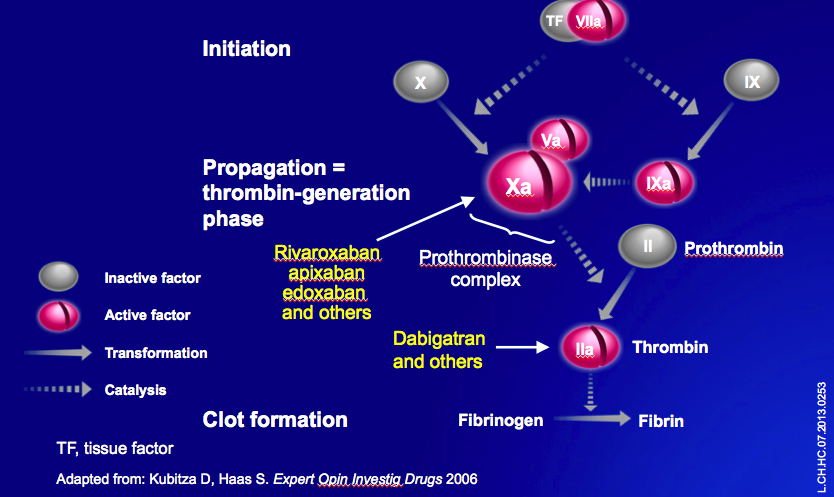 TF VIIa
Initiation
X
IX
Va
Propagation =
thrombin-generation
phase
Xa
IXa
Rivaroxaban
apixaban
edoxaban
and others
Prothrombinase
complex
II
Prothrombin
Inactive factor
Active factor
Transformation
Catalysis
Dabigatran
and others
IIa
Thrombin
Clot formation
Fibrinogen
Fibrin
TF, tissue factor
Adapted from: Kubitza D, Haas S. Expert Opin Investig Drugs 2006
L.CH.HC.07.2013.0253